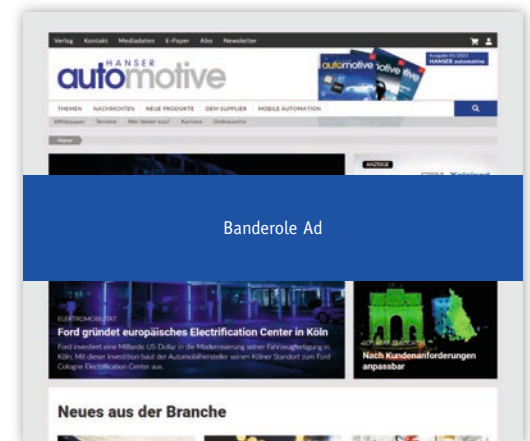 Verlag Kontakt Mediadaten E-Paper Abo Newsletter
HANSER
automotive
automotive
Ausgabe 01/2023
HANSER automotive
THEMEN NACHRICHTEN NEUE PRODUKTE OEM SUPPLIER MOBILE AUTOMATION
Whitepaper Termine Wer bietet was? Karriere Onlinearchiv
Home
ANZEIGE
Banderole Ad
ELEKTROMOBILITÄT
Ford gründet europäisches Electrification Center in Köln
Ford investiert eine Milliarde US-Dollar in die Modernisierung seiner Fahrzeugfertigung in
Köln. Mit dieser Investition baut der Automobilhersteller seinen Kölner Standort zum Ford
Cologne Electrification Center aus.
Nach Kundenanforderungen
anpassbar
Neues aus der Branche